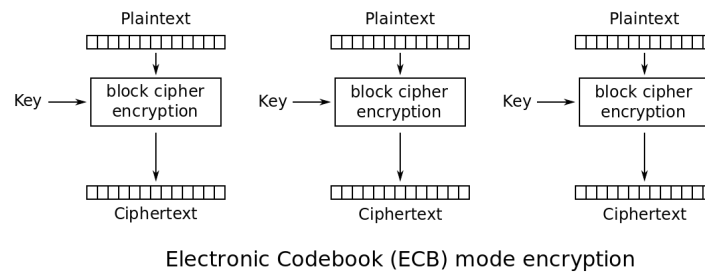 Plaintext
Plaintext
Plaintext
Key
block cipher
encryption
Key
block cipher
encryption
Key
block cipher
encryption
Ciphertext
Ciphertext
Ciphertext
Electronic Codebook (ECB) mode encryption